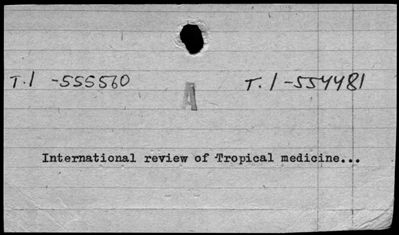 T.1 -555560 T.1-554481
A
International review of Tropical medicine...